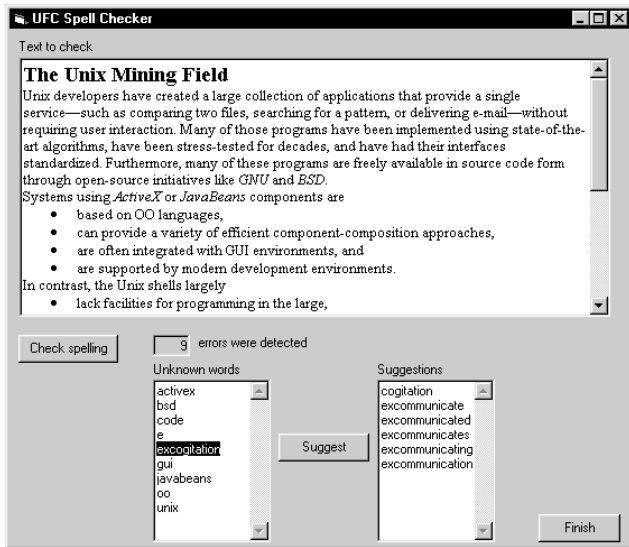 UFC Spell Checker
Text to check
The Unix Mining Field
Unix developers have created a large collection of applications that provide a single
service—such as comparing two files, searching for a pattern, or delivering e-mail—without
requiring user interaction. Many of those programs have been implemented using state-of-the-
art algorithms, have been stress-tested for decades, and have had their interfaces
standardized. Furthermore, many of these programs are freely available in source code form
through open-source initiatives like GNU and BSD.
Systems using ActiveX or JavaBeans components are
• based on OO languages,
• can provide a variety of efficient component-composition approaches,
• are often integrated with GUI environments, and
• are supported by modern development environments.
In contrast, the Unix shells largely
• lack facilities for programming in the large,
Check spelling
9 errors were detected
Unknown words
activex
bsd
code
e
excogitation
gui
javabeans
oo
unix
Suggest
Suggestions
cogitation
excommunicate
excommunicated
excommunicates
excommunicating
excommunication
Finish